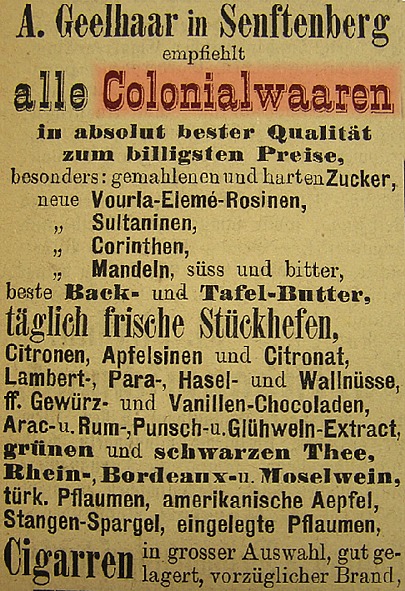 A. Geelhaar in Senftenberg
empfiehlt
alle Colonialwaaren
in absolut bester Qualität
zum billigsten Preise,
besonders: gemahlenen und harten Zucker,
neue Vourla-Elemé-Rosinen,
„ Sultaninen,
„ Corinthen,
„ Mandeln, süss und bitter,
beste Back- und Tafel-Butter,
täglich frische Stückhefen,
Citronen, Apfelsinen und Citronat,
Lambert-, Para-, Hasel- und Wallnüsse,
ff. Gewürz- und Vanillen-Chocoladen,
Arac- u. Rum-, Punsch- u. Glühwein-Extract,
grünen und schwarzen Thee,
Rhein-, Bordeaux- u. Moselwein,
türk. Pflaumen, amerikanische Aepfel,
Stangen-Spargel, eingelegte Pflaumen,
Cigarren in grosser Auswahl, gut ge-
lagert, vorzüglicher Brand,